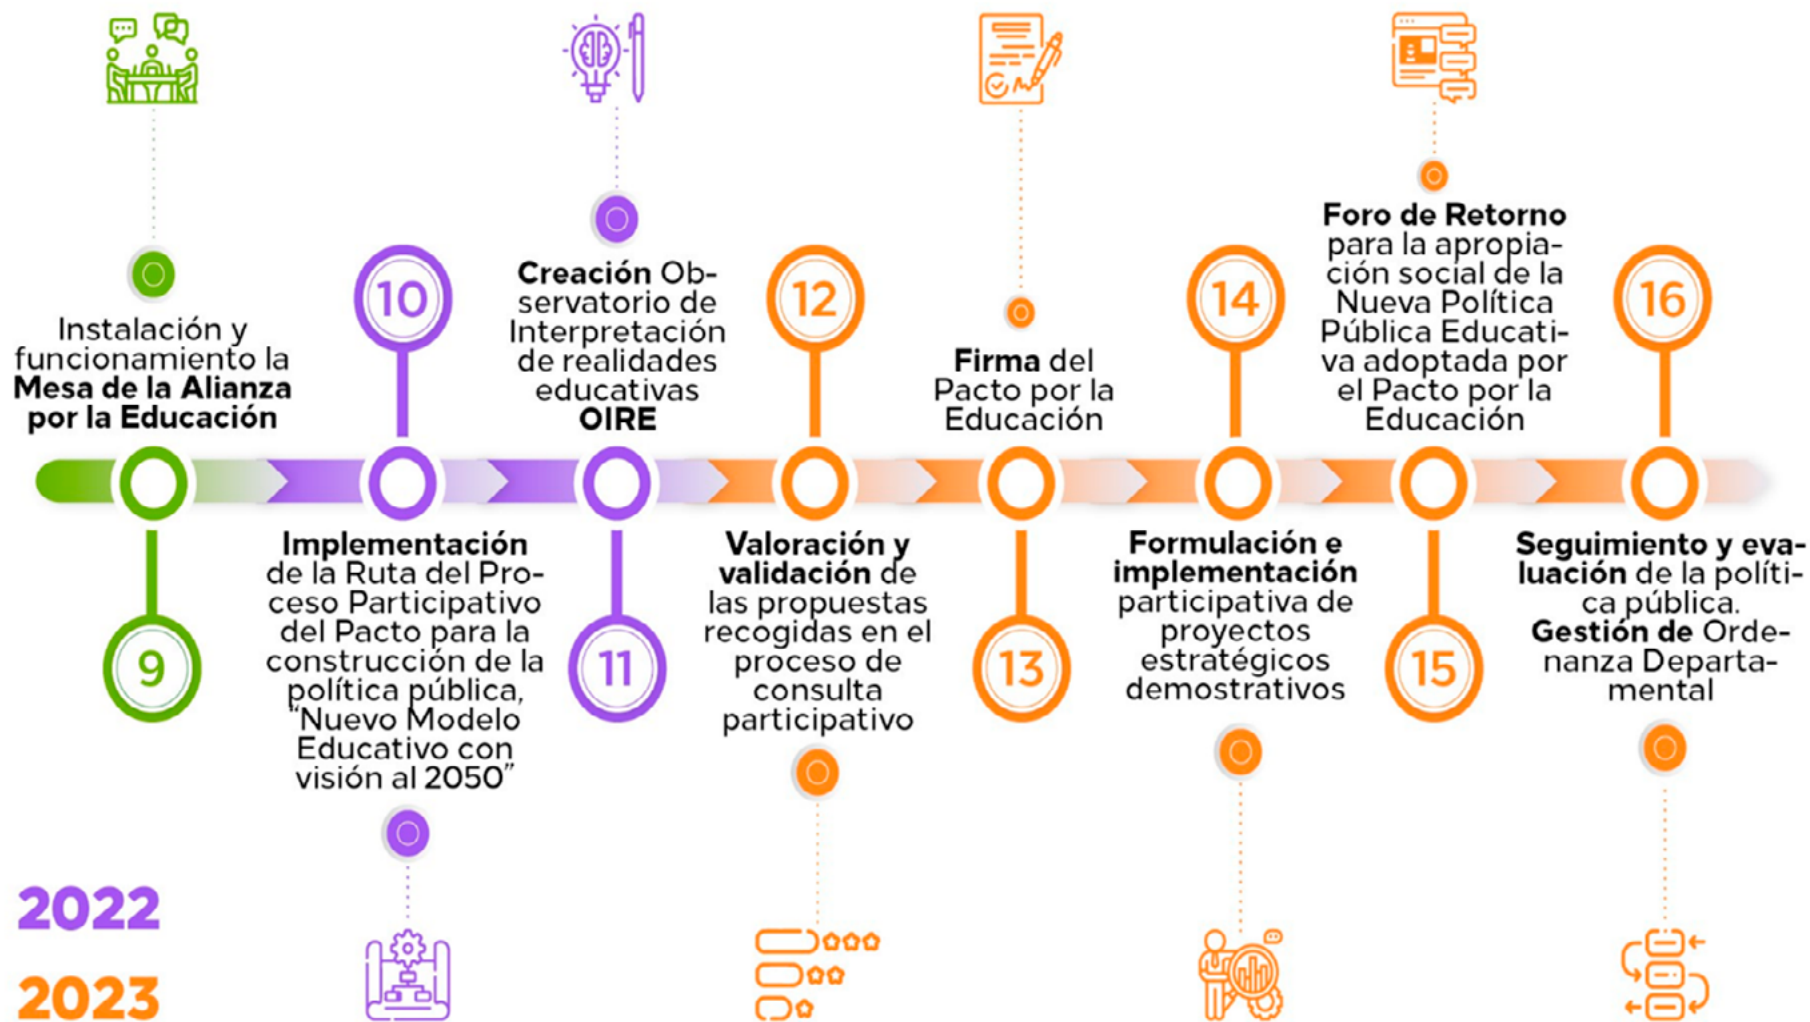 Instalación y
funcionamiento la
Mesa de la Alianza
por la Educación
9
10
Implementación
de la Ruta del Pro-
ceso Participativo
del Pacto para la
construcción de la
política pública,
"Nuevo Modelo
Educativo con
visión al 2050"
Creación Ob-
servatorio de
Interpretación
de realidades
educativas
OIRE
11
12
Valoración y
validación de
las propuestas
recogidas en el
proceso de
consulta
participativo
Firma del
Pacto por la
Educación
13
14
Formulación e
implementación
participativa de
proyectos
estratégicos
demostrativos
Foro de Retorno
para la apropia-
ción social de la
Nueva Política
Pública Educati-
va adoptada por
el Pacto por la
Educación
15
16
Seguimiento y eva-
luación de la políti-
ca pública.
Gestión de Orde-
nanza Departa-
mental
2022
2023